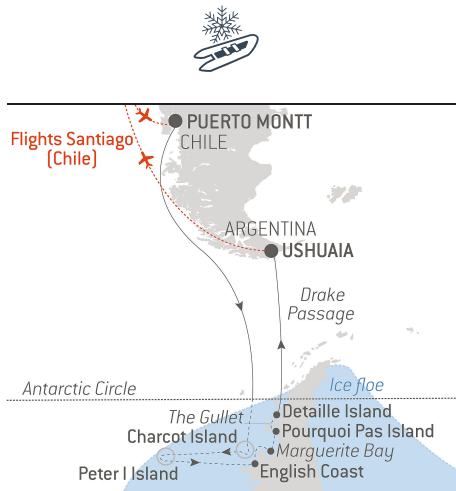 PUERTO MONTT
CHILE
Flights Santiago
(Chile)
ARGENTINA
USHUAIA
Drake
Passage
Antarctic Circle
Ice floe
The Gullet
Detaille Island
Charcot Island
Pourquoi Pas Island
Marguerite Bay
Peter I Island
English Coast